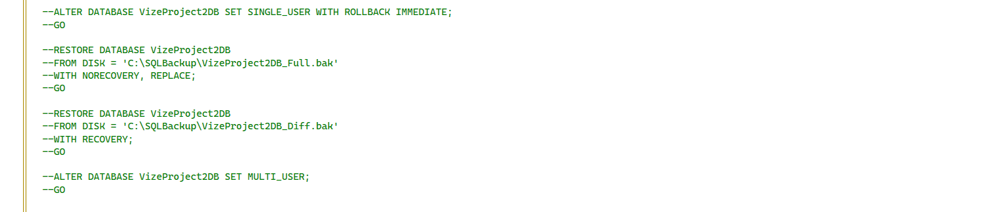 --ALTER DATABASE VizeProject2DB SET SINGLE_USER WITH ROLLBACK IMMEDIATE;
--GO
--RESTORE DATABASE VizeProject2DB
--FROM DISK = 'C:\SQLBackup\VizeProject2DB_Full.bak'
--WITH NORECOVERY, REPLACE;
--GO
--RESTORE DATABASE VizeProject2DB
--FROM DISK = 'C:\SQLBackup\VizeProject2DB_Diff.bak'
--WITH RECOVERY;
--GO
--ALTER DATABASE VizeProject2DB SET MULTI_USER;
--GO